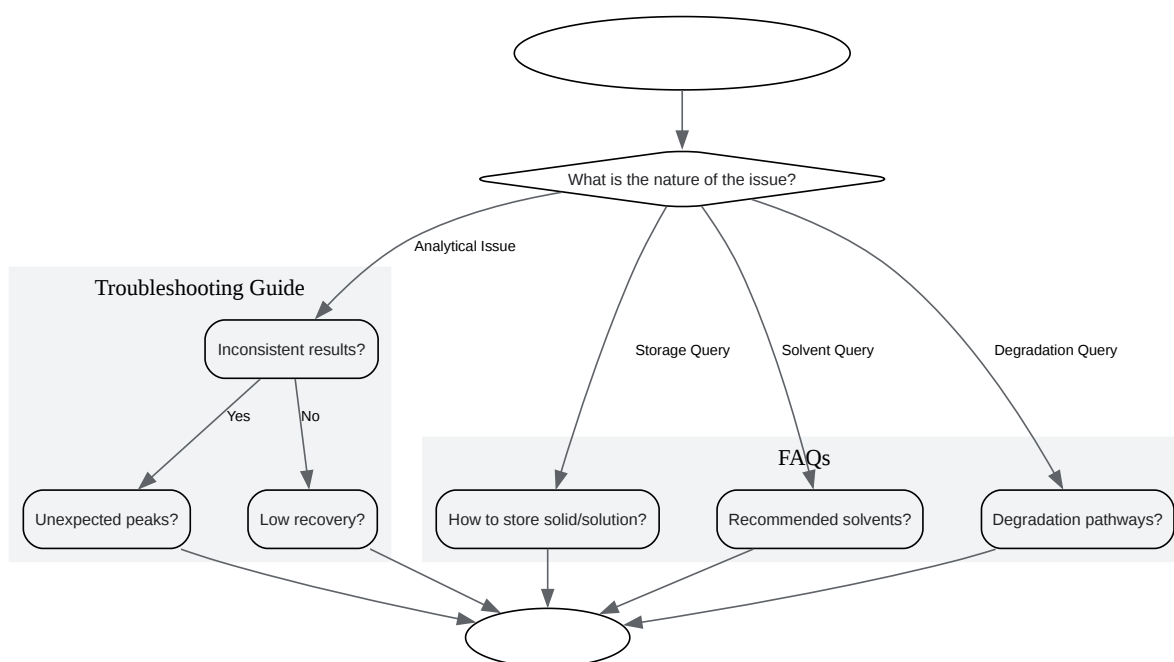 What is the nature of the issue?
Analytical Issue
Troubleshooting Guide
Inconsistent results?
Storage Query
Solvent Query
Degradation Query
Yes
No
FAQs
Unexpected peaks?
Low recovery?
How to store solid/solution?
Recommended solvents?
Degradation pathways?